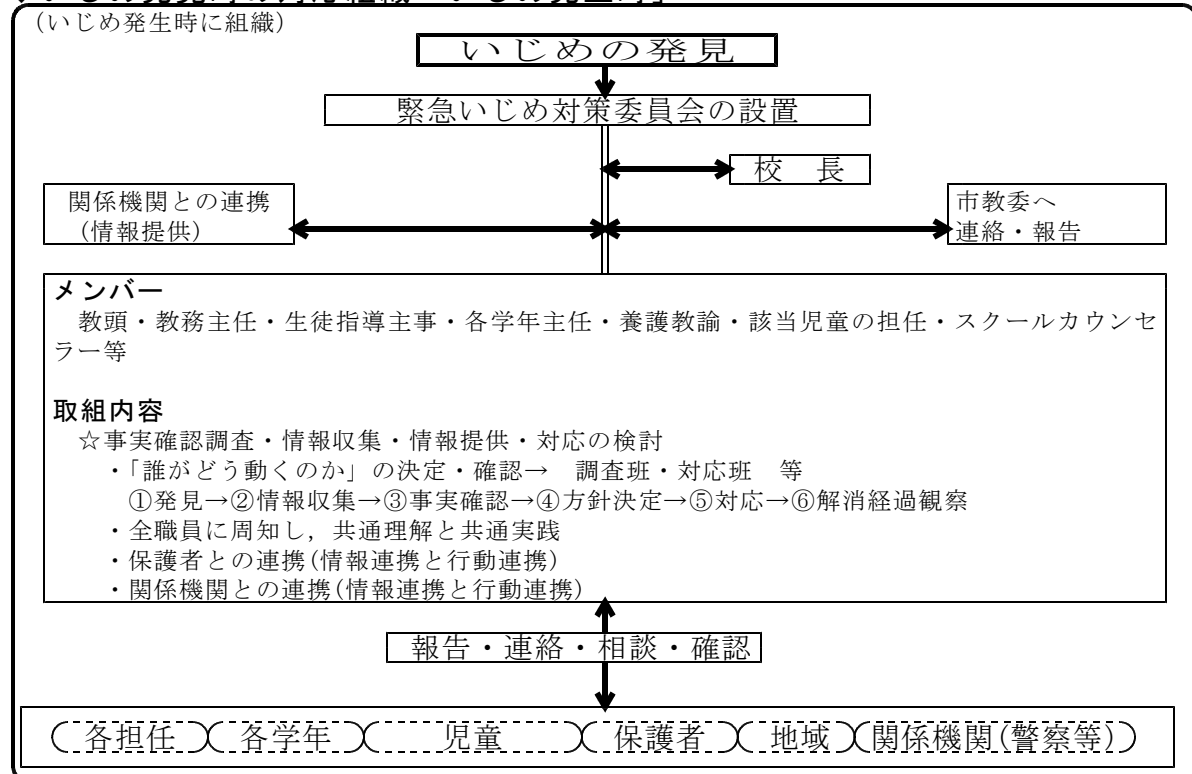 (いじめ発生時に組織)
いじめの発見
緊急いじめ対策委員会の設置
校　長
関係機関との連携
(情報提供)
市教委へ
連絡・報告
メンバー
教頭・教務主任・生徒指導主事・各学年主任・養護教諭・該当児童の担任・スクールカウンセ
ラー等
取組内容
☆事実確認調査・情報収集・情報提供・対応の検討
・「誰がどう動くのか」の決定・確認→　調査班・対応班　等
①発見→②情報収集→③事実確認→④方針決定→⑤対応→⑥解消経過観察
・全職員に周知し，共通理解と共通実践
・保護者との連携(情報連携と行動連携)
・関係機関との連携(情報連携と行動連携)
報告・連絡・相談・確認
各担任 各学年 児童 保護者 地域 関係機関(警察等)